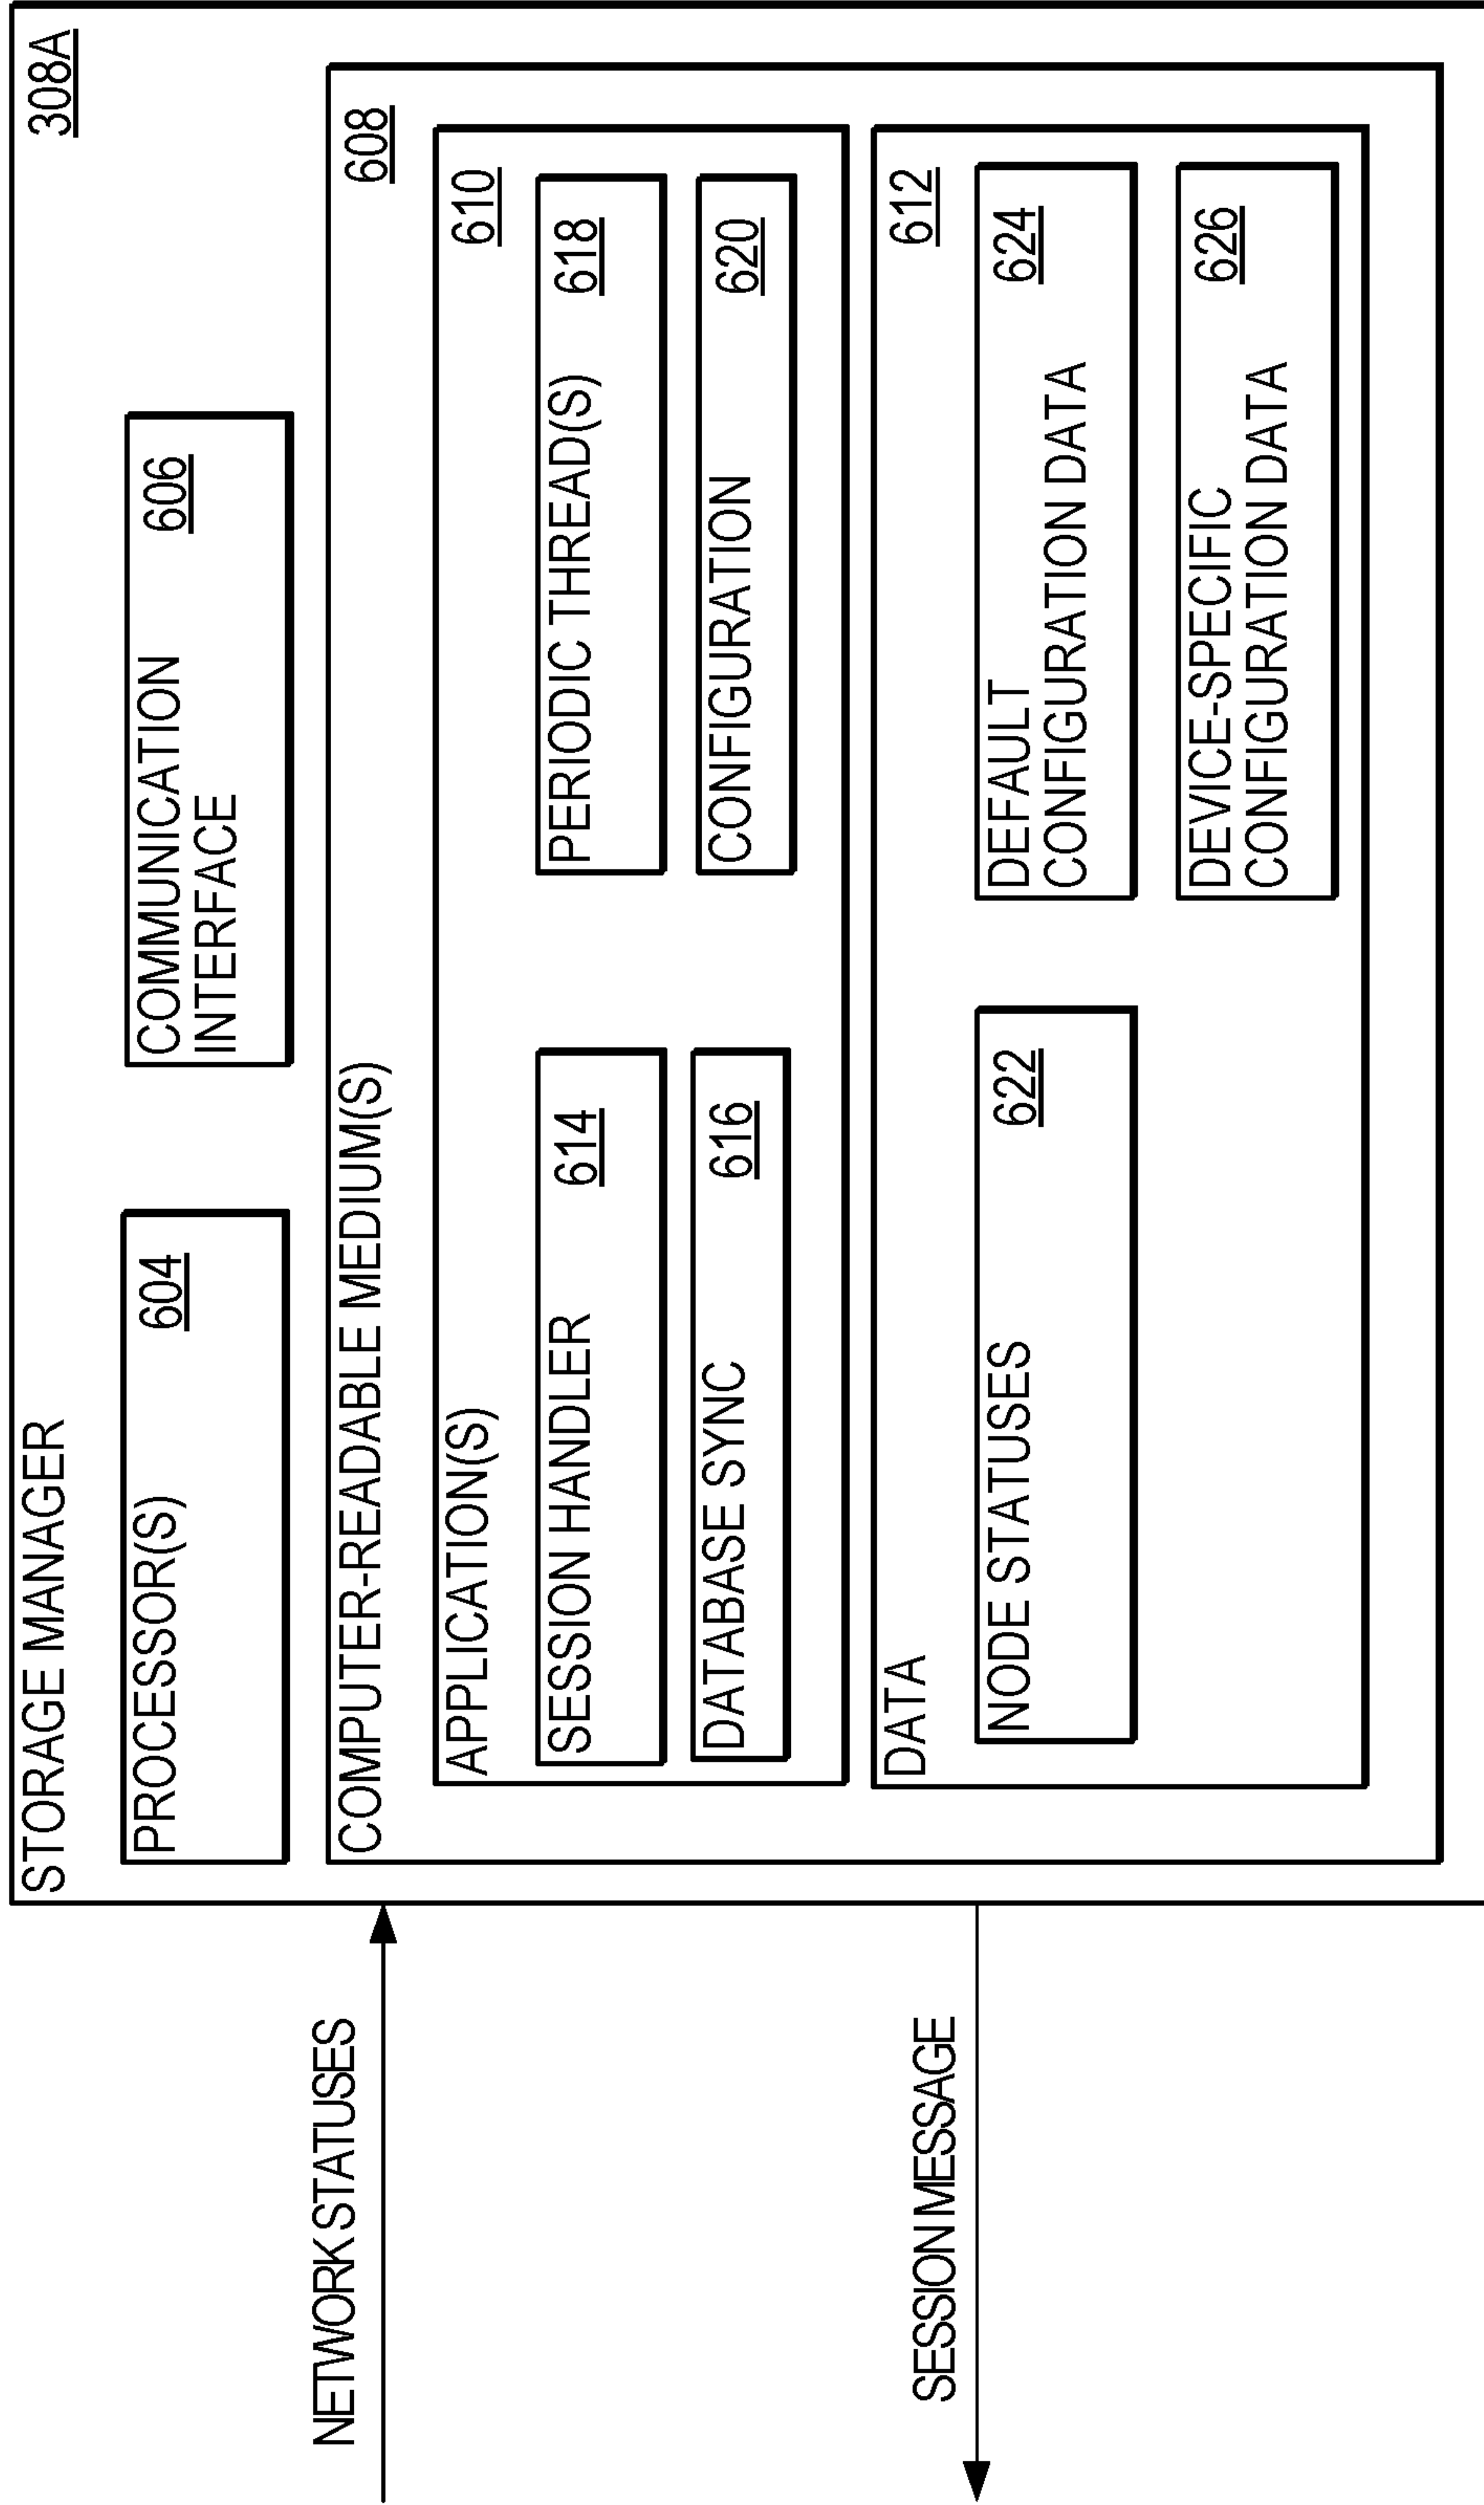 STORAGE MANAGER
308A
PROCESSOR(S)
604
COMMUNICATION
INTERFACE
606
NETWORK STATUSES
COMPUTER-READABLE MEDIUM(S)
608
APPLICATION(S)
610
SESSION HANDLER
614
PERIODIC THREAD(S)
618
DATABASE SYNC
616
CONFIGURATION
620
SESSION MESSAGE
DATA
612
NODE STATUSES
622
DEFAULT
CONFIGURATION DATA
624
DEVICE-SPECIFIC
CONFIGURATION DATA
626